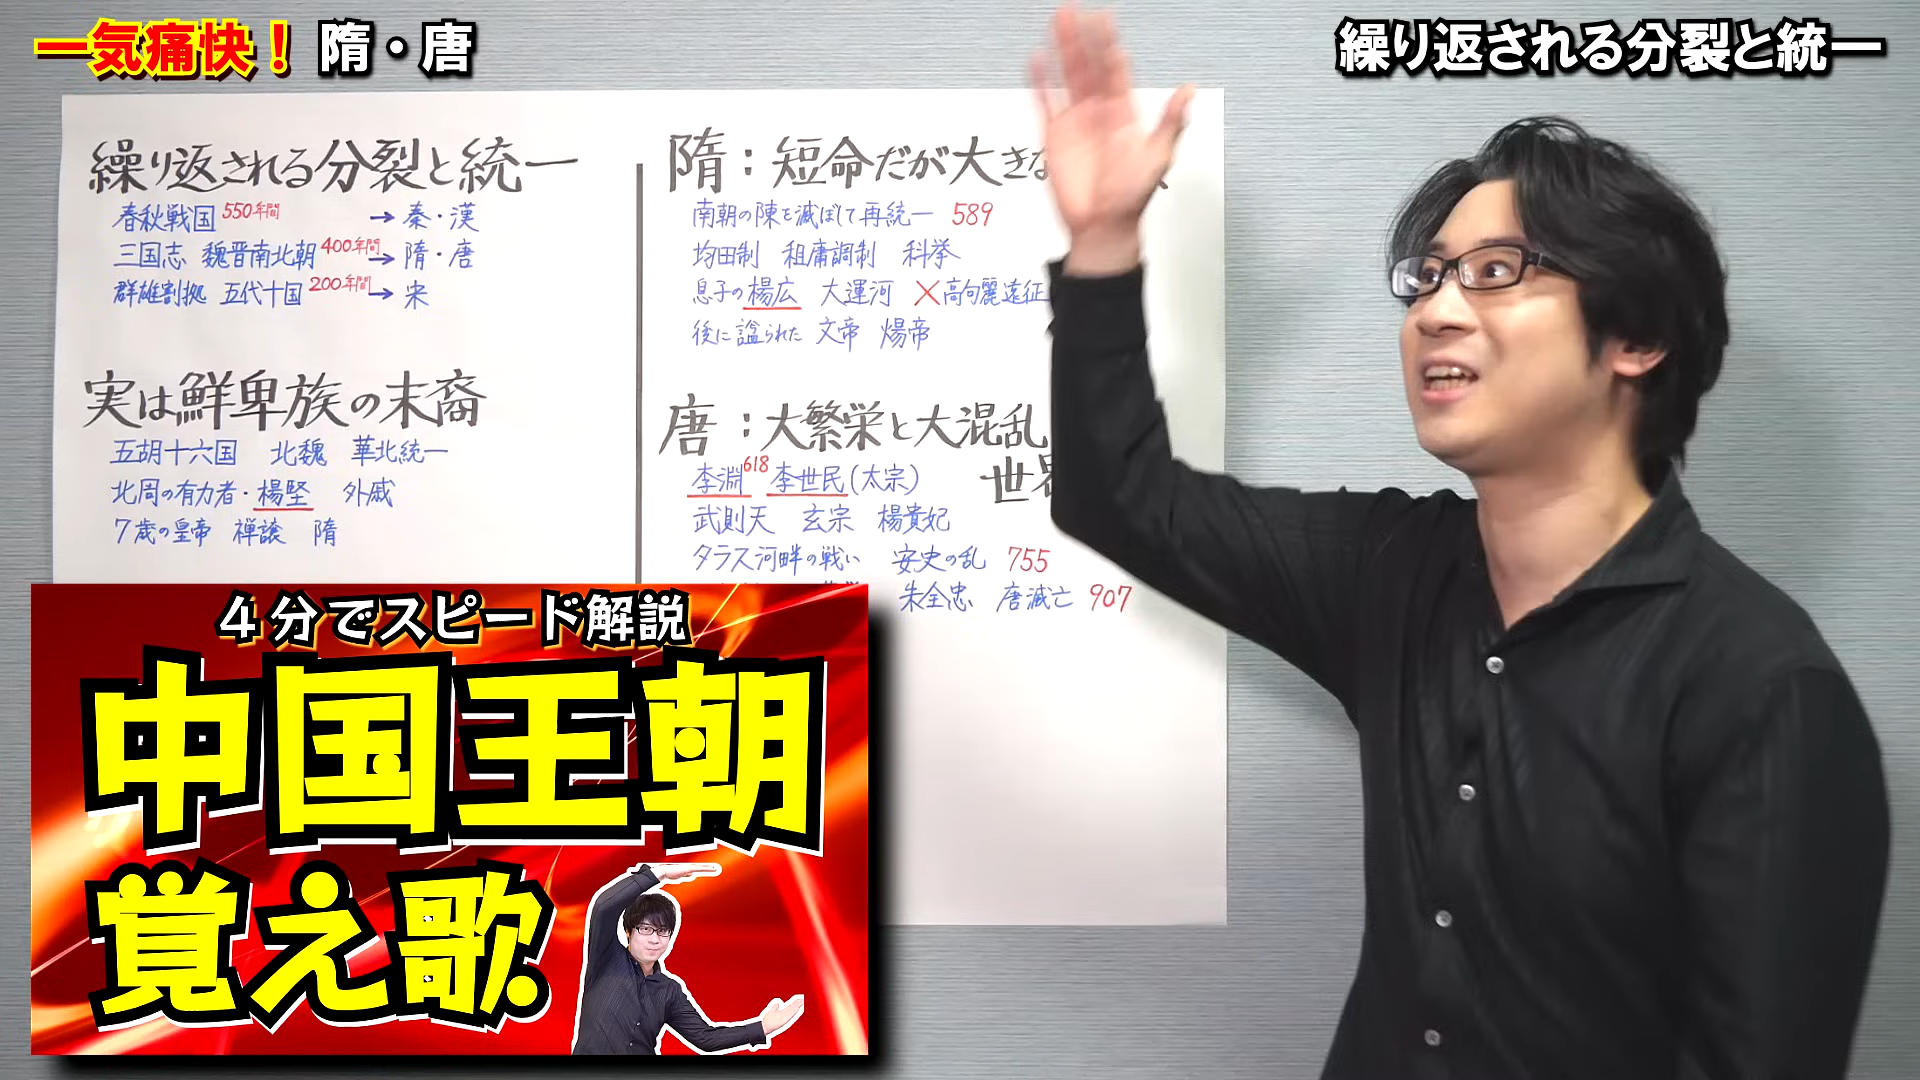 一気痛快！ 隋・唐
繰り返される分裂と統一
繰り返される分裂と統一
春秋戦国 550年間 → 秦・漢
三国志 魏晋南北朝 400年間 → 隋・唐
群雄割拠 五代十国 200年間 → 宋
実は鮮卑族の末裔
五胡十六国 北魏 華北統一
北周の有力者・楊堅 外戚
7歳の皇帝 禅譲 隋
隋：短命だが大きな
南朝の陳を滅ぼして再統一 589
均田制 租庸調制 科挙
息子の楊広 大運河 ×高句麗遠征
後に諡られた 文帝 煬帝
唐：大繁栄と大混乱
世界
李淵 618 李世民(太宗)
武則天 玄宗 楊貴妃
タラス河畔の戦い 安史の乱 755
朱全忠 唐滅亡 907
4分でスピード解説
中国王朝
覚え歌